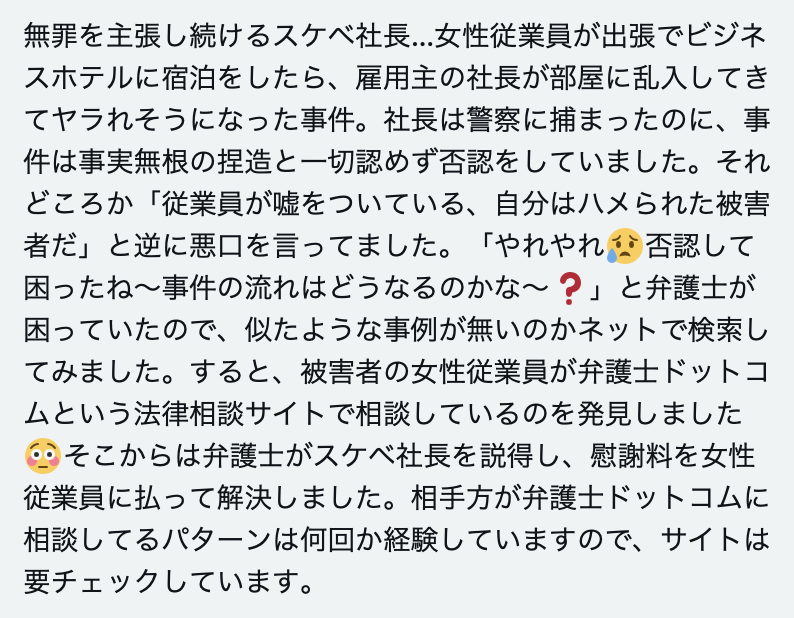 無罪を主張し続けるスケベ社長...女性従業員が出張でビジネ
スホテルに宿泊をしたら、雇用主の社長が部屋に乱入してき
てヤラれそうになった事件。社長は警察に捕まったのに、事
件は事実無根の捏造と一切認めず否認をしていました。それ
どころか「従業員が嘘をついている、自分はハメられた被害
者だ」と逆に悪口を言ってました。「やれやれ😥否認して
困ったね〜事件の流れはどうなるのかな〜❓」と弁護士が
困っていたので、似たような事例が無いのかネットで検索し
てみました。すると、被害者の女性従業員が弁護士ドットコ
ムという法律相談サイトで相談しているのを発見しました
😳そこからは弁護士がスケベ社長を説得し、慰謝料を女性
従業員に払って解決しました。相手方が弁護士ドットコムに
相談してるパターンは何回か経験していますので、サイトは
要チェックしています。